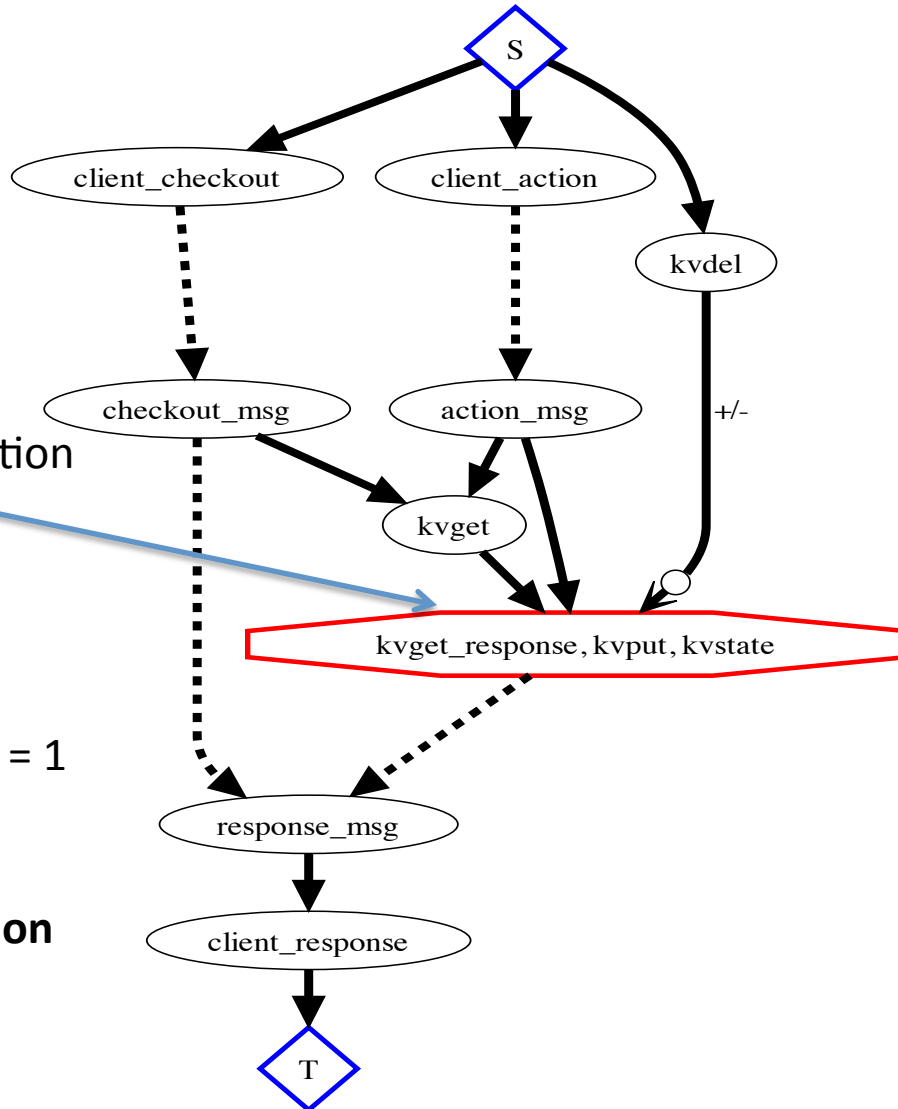 S
client_checkout
client_action
kvdel
checkout_msg
action_msg
+/-
tion
kvget
kvget_response, kvput, kvstate
= 1
response_msg
on
client_response
T